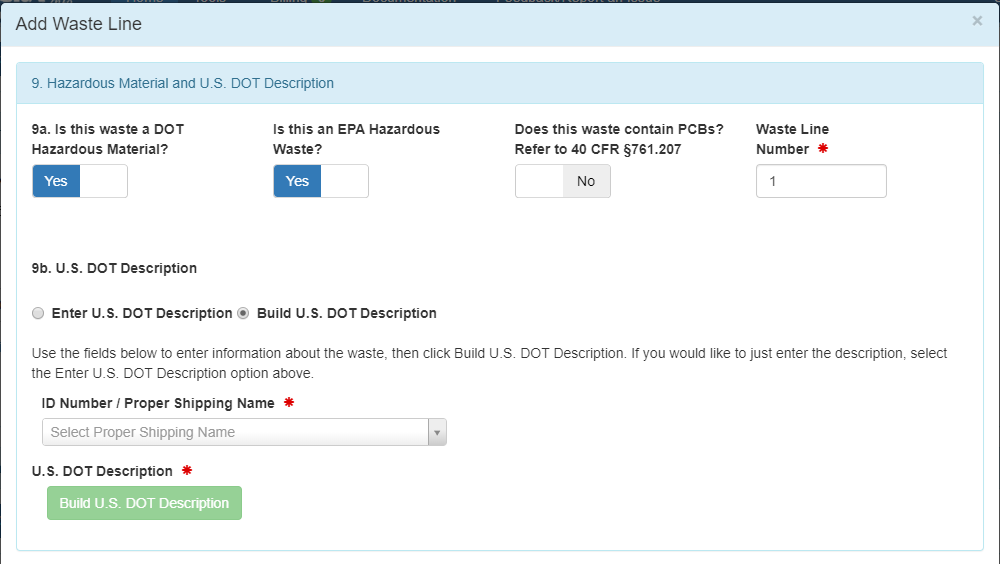 Add Waste Line ×
9. Hazardous Material and U.S. DOT Description
9a. Is this waste a DOT
Hazardous Material?
Yes
Is this an EPA Hazardous
Waste?
Yes
Does this waste contain PCBs?
Refer to 40 CFR §761.207
No
Waste Line
Number *
1
9b. U.S. DOT Description
Enter U.S. DOT Description Build U.S. DOT Description
Use the fields below to enter information about the waste, then click Build U.S. DOT Description. If you would like to just enter the description, select
the Enter U.S. DOT Description option above.
ID Number / Proper Shipping Name *
Select Proper Shipping Name
U.S. DOT Description *
Build U.S. DOT Description